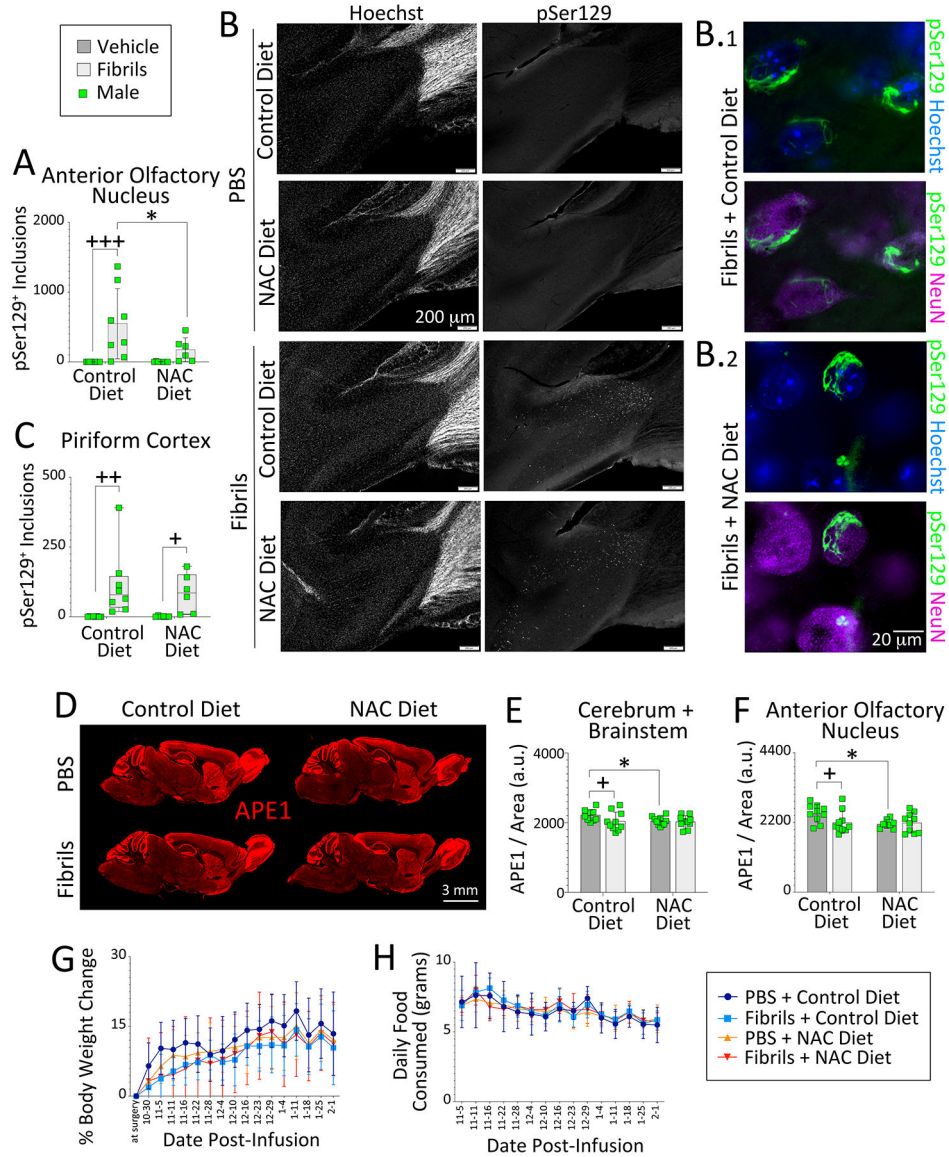 Vehicle
Fibrils
Male
A
Anterior Olfactory
Nucleus
pSer129+ Inclusions
2000
1000
0
+++
*
Control
Diet
NAC
Diet
B
Hoechst
pSer129
PBS
Control Diet
NAC Diet
200 µm
Fibrils
Control Diet
NAC Diet
B.1
Fibrils + Control Diet
pSer129 Hoechst
pSer129 NeuN
B.2
Fibrils + NAC Diet
pSer129 Hoechst
pSer129 NeuN
20 µm
C
Piriform Cortex
pSer129+ Inclusions
500
250
0
++
+
Control
Diet
NAC
Diet
D
Control Diet
NAC Diet
PBS
APE1
Fibrils
3 mm
E
Cerebrum +
Brainstem
APE1 / Area (a.u.)
4000
2000
0
*
+
Control
Diet
NAC
Diet
F
Anterior Olfactory
Nucleus
APE1 / Area (a.u.)
4400
2200
0
*
+
Control
Diet
NAC
Diet
G
% Body Weight Change
30
15
0
at surgery
10-30
11-5
11-11
11-16
11-22
11-28
12-4
12-10
12-16
12-23
12-29
1-4
1-11
1-18
1-25
2-1
Date Post-Infusion
H
Daily Food
Consumed (grams)
10
5
0
11-5
11-11
11-16
11-22
11-28
12-4
12-10
12-16
12-23
12-29
1-4
1-11
1-18
1-25
2-1
Date Post-Infusion
PBS + Control Diet
Fibrils + Control Diet
PBS + NAC Diet
Fibrils + NAC Diet